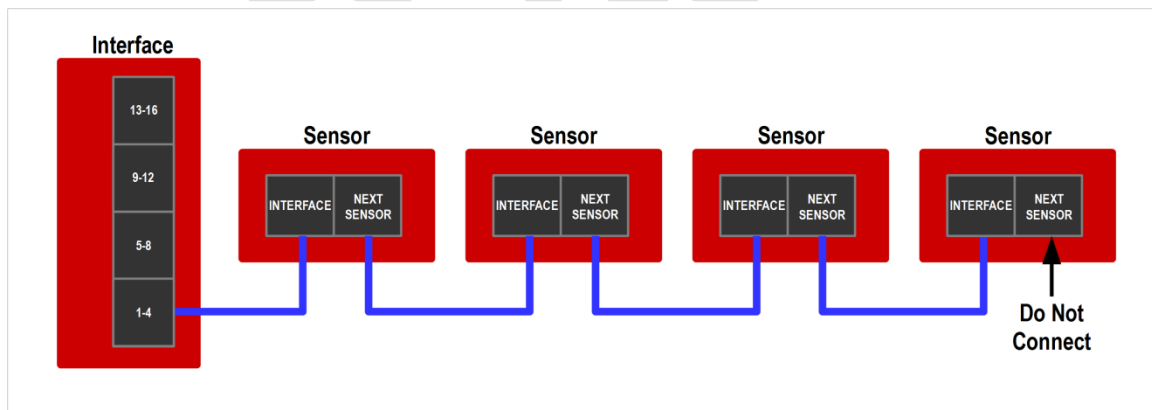 Interface
13-16
9-12
5-8
1-4
Sensor
INTERFACE
NEXT
SENSOR
Sensor
INTERFACE
NEXT
SENSOR
Sensor
INTERFACE
NEXT
SENSOR
Sensor
INTERFACE
NEXT
SENSOR
Do Not
Connect